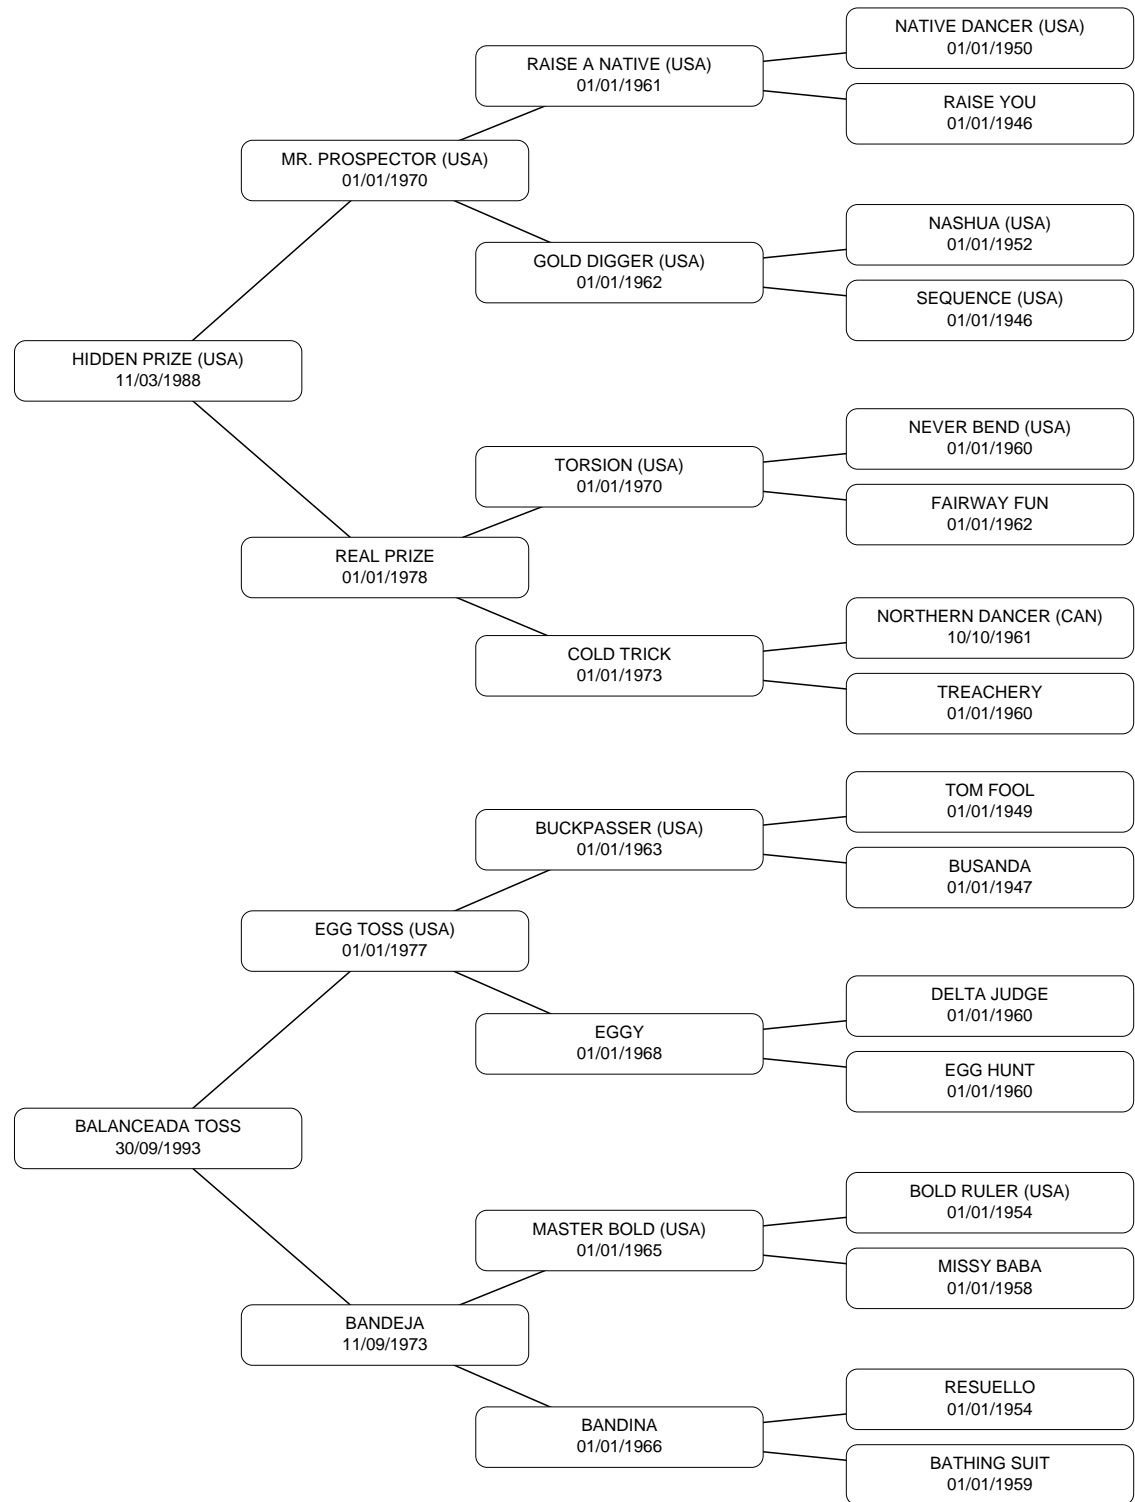 NATIVE DANCER (USA)
01/01/1950
RAISE A NATIVE (USA)
01/01/1961
RAISE YOU
01/01/1946
MR. PROSPECTOR (USA)
01/01/1970
NASHUA (USA)
01/01/1952
GOLD DIGGER (USA)
01/01/1962
SEQUENCE (USA)
01/01/1946
HIDDEN PRIZE (USA)
11/03/1988
NEVER BEND (USA)
01/01/1960
TORSION (USA)
01/01/1970
FAIRWAY FUN
01/01/1962
REAL PRIZE
01/01/1978
NORTHERN DANCER (CAN)
10/10/1961
COLD TRICK
01/01/1973
TREACHERY
01/01/1960
TOM FOOL
01/01/1949
BUCKPASSER (USA)
01/01/1963
BUSANDA
01/01/1947
EGG TOSS (USA)
01/01/1977
DELTA JUDGE
01/01/1960
EGGY
01/01/1968
EGG HUNT
01/01/1960
BALANCEADA TOSS
30/09/1993
BOLD RULER (USA)
01/01/1954
MASTER BOLD (USA)
01/01/1965
MISSY BABA
01/01/1958
BANDEJA
11/09/1973
RESUELLO
01/01/1954
BANDINA
01/01/1966
BATHING SUIT
01/01/1959